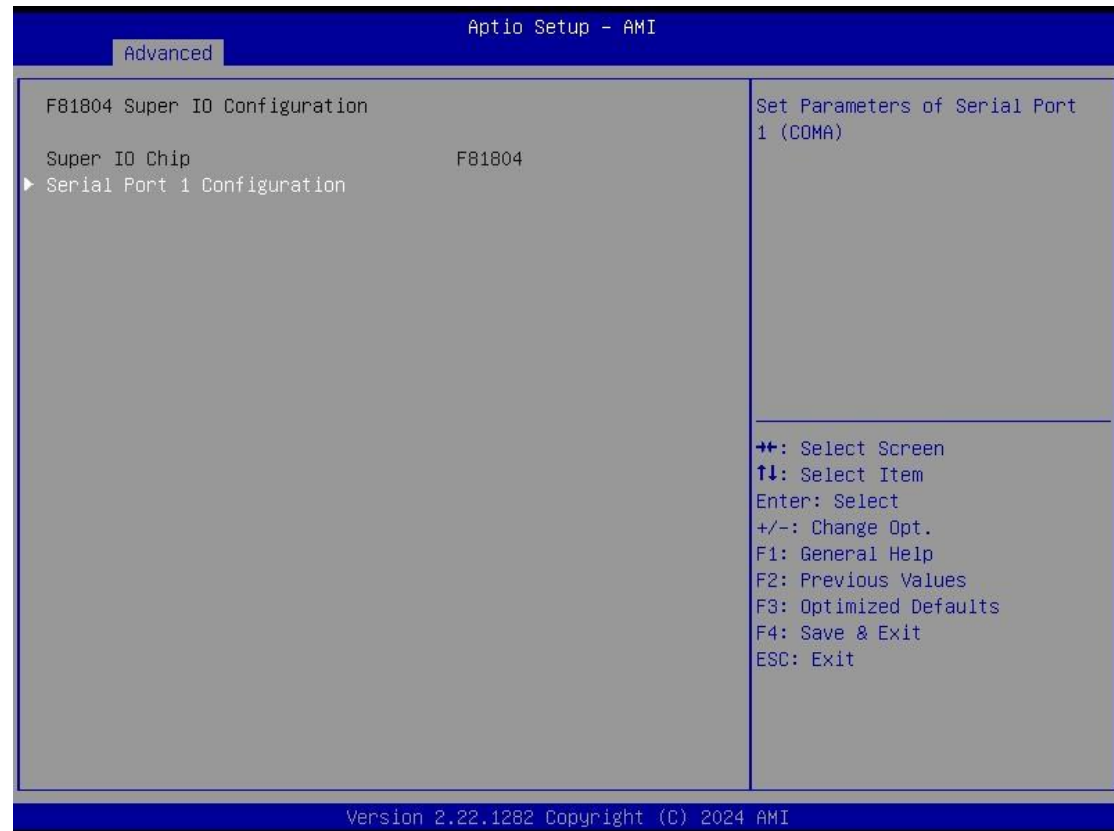 Aptio Setup – AMI
Advanced
F81804 Super IO Configuration
Super IO Chip F81804
▶ Serial Port 1 Configuration
Set Parameters of Serial Port
1 (COMA)
→←: Select Screen
↑↓: Select Item
Enter: Select
+/-: Change Opt.
F1: General Help
F2: Previous Values
F3: Optimized Defaults
F4: Save & Exit
ESC: Exit
Version 2.22.1282 Copyright (C) 2024 AMI